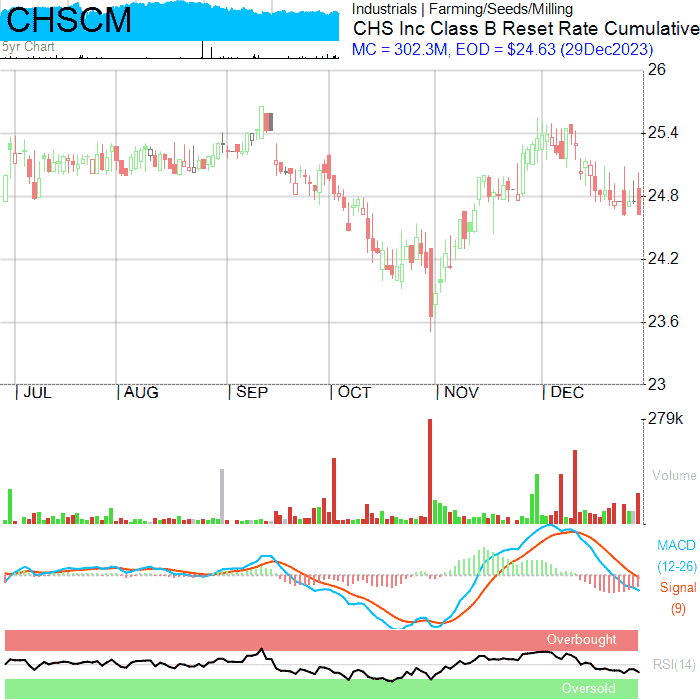 CHSCM
5yr Chart
Industrials | Farming/Seeds/Milling
CHS Inc Class B Reset Rate Cumulative
MC = 302.3M, EOD = $24.63 (29Dec2023)
26
25.4
24.8
24.2
23.6
23
JUL
AUG
SEP
OCT
NOV
DEC
279k
Volume
MACD
(12-26)
Signal
(9)
Overbought
RSI(14)
Oversold